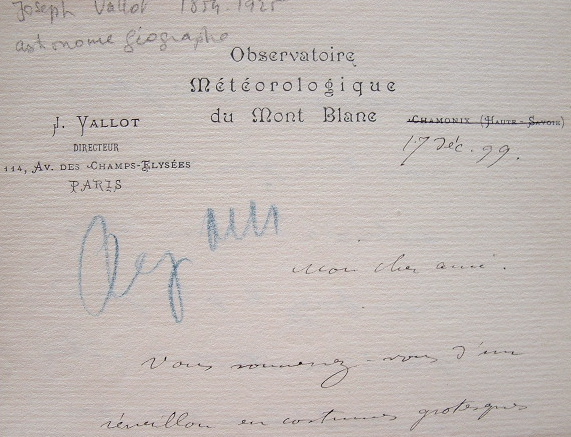 Joseph Vallot 1854-1925
astronome géographe
Observatoire
Météorologique
du Mont Blanc
J. VALLOT
DIRECTEUR
114, AV. DES CHAMPS-ELYSÉES
PARIS
CHAMONIX (HAUTE-SAVOIE)
17 Déc. 99.
Mon cher ami.
Vous souvenez-vous d'un
réveillon en costumes grotesques